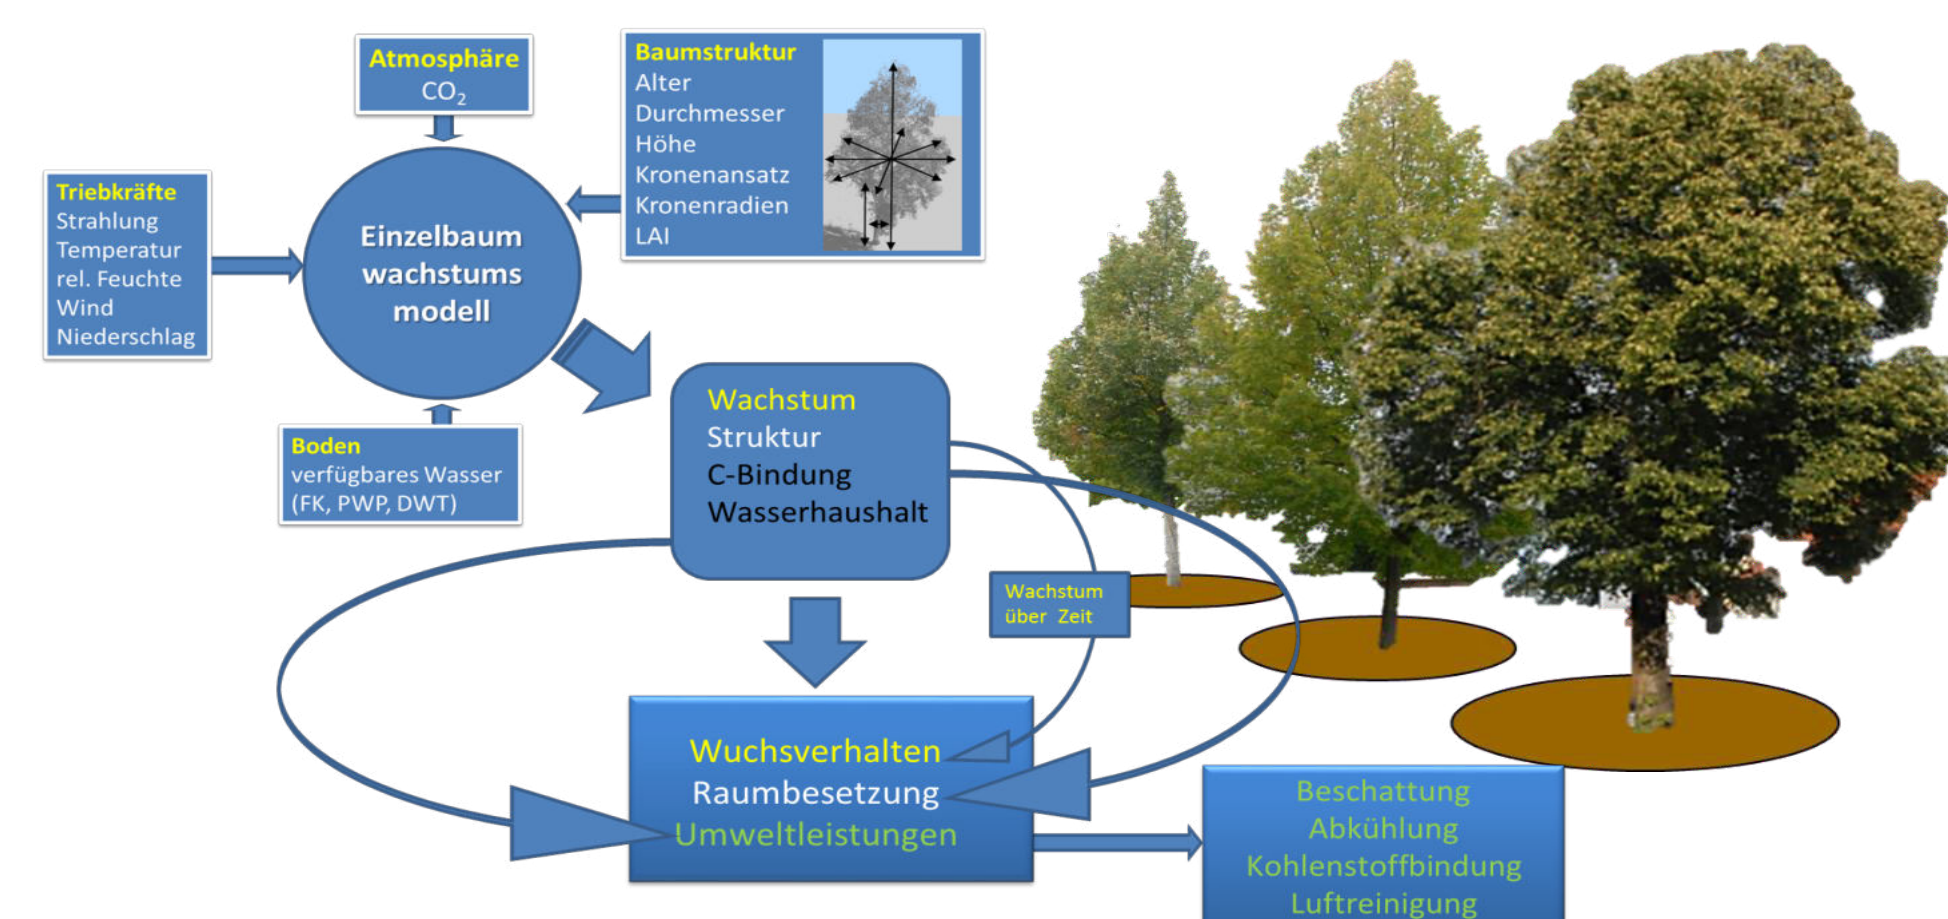 Atmosphäre
CO₂
Baumstruktur
Alter
Durchmesser
Höhe
Kronenansatz
Kronenradien
LAI
Triebkräfte
Strahlung
Temperatur
rel. Feuchte
Wind
Niederschlag
Einzelbaum
wachstums
modell
Boden
verfügbares Wasser
(FK, PWP, DWT)
Wachstum
Struktur
C-Bindung
Wasserhaushalt
Wachstum
über Zeit
Wuchsverhalten
Raumbesetzung
Umweltleistungen
Beschattung
Abkühlung
Kohlenstoffbindung
Luftreinigung